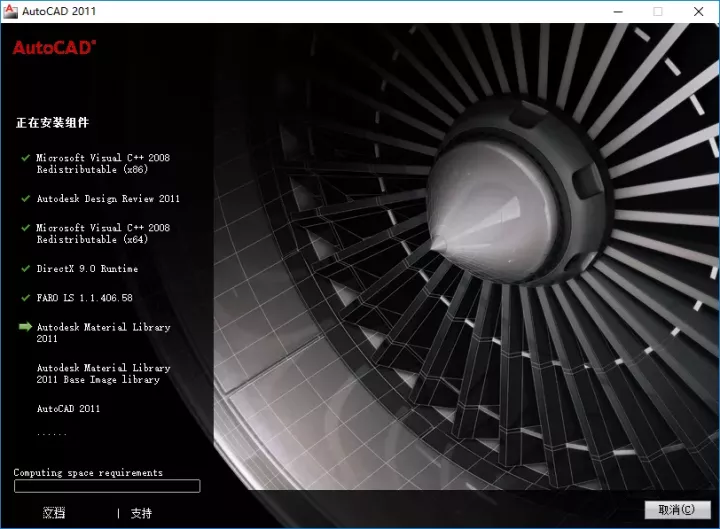 AutoCAD 2011
AutoCAD®
正在安装组件
Microsoft Visual C++ 2008
Redistributable (x86)
Autodesk Design Review 2011
Microsoft Visual C++ 2008
Redistributable (x64)
DirectX 9.0 Runtime
FARO LS 1.1.406.58
Autodesk Material Library
2011
Autodesk Material Library
2011 Base Image library
AutoCAD 2011
......
Computing space requirements
文档 | 支持
取消(C)